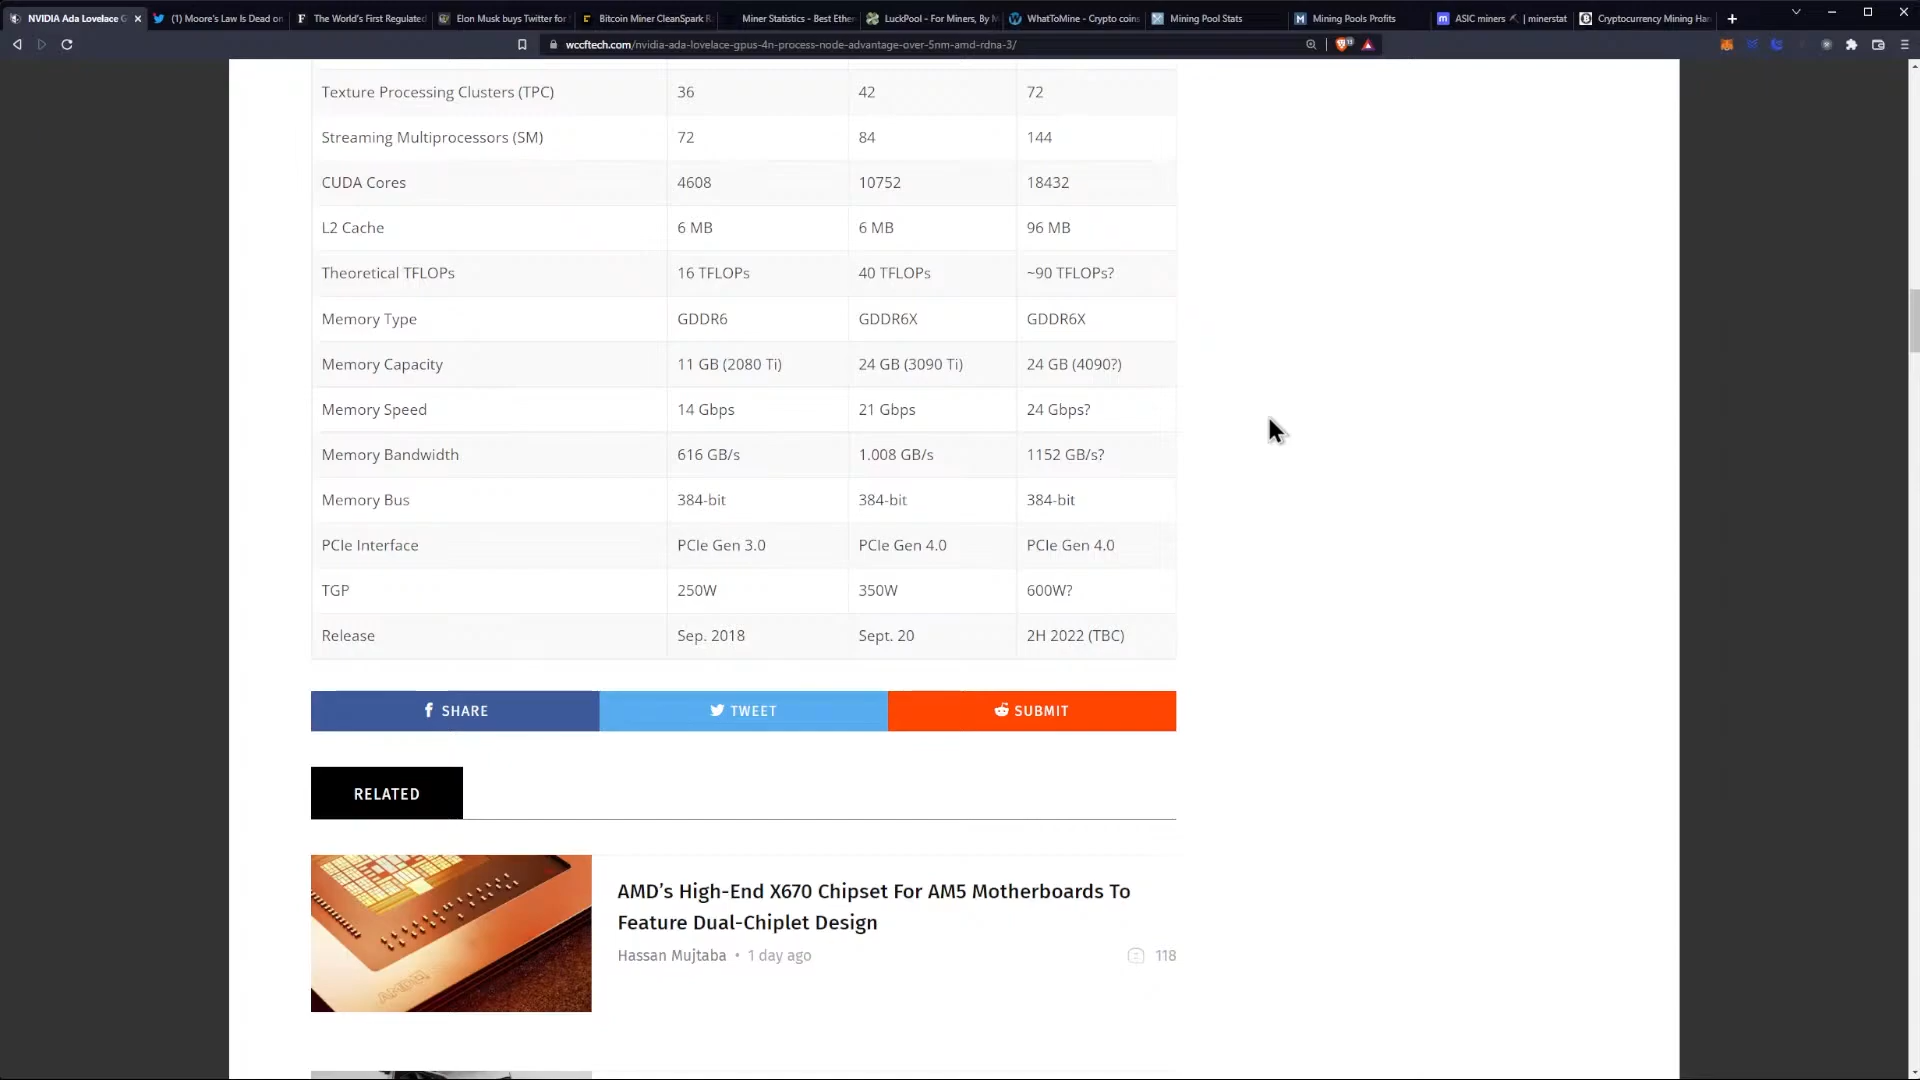 NVIDIA Ada Lovelace G
(1) Moore's Law Is Dead on
The World's First Regulated
Elon Musk buys Twitter for
Bitcoin Miner CleanSpark R
Miner Statistics - Best Ether
LuckPool - For Miners, By M
WhatToMine - Crypto coins
Mining Pool Stats
Mining Pools Profits
ASIC miners ⛏ | minerstat
Cryptocurrency Mining Har
wccftech.com/nvidia-ada-lovelace-gpus-4n-process-node-advantage-over-5nm-amd-rdna-3/
Texture Processing Clusters (TPC) 36 42 72
Streaming Multiprocessors (SM) 72 84 144
CUDA Cores 4608 10752 18432
L2 Cache 6 MB 6 MB 96 MB
Theoretical TFLOPs 16 TFLOPs 40 TFLOPs ~90 TFLOPs?
Memory Type GDDR6 GDDR6X GDDR6X
Memory Capacity 11 GB (2080 Ti) 24 GB (3090 Ti) 24 GB (4090?)
Memory Speed 14 Gbps 21 Gbps 24 Gbps?
Memory Bandwidth 616 GB/s 1.008 GB/s 1152 GB/s?
Memory Bus 384-bit 384-bit 384-bit
PCIe Interface PCIe Gen 3.0 PCIe Gen 4.0 PCIe Gen 4.0
TGP 250W 350W 600W?
Release Sep. 2018 Sept. 20 2H 2022 (TBC)
SHARE
TWEET
SUBMIT
RELATED
AMD's High-End X670 Chipset For AM5 Motherboards To
Feature Dual-Chiplet Design
Hassan Mujtaba • 1 day ago
118
AMD